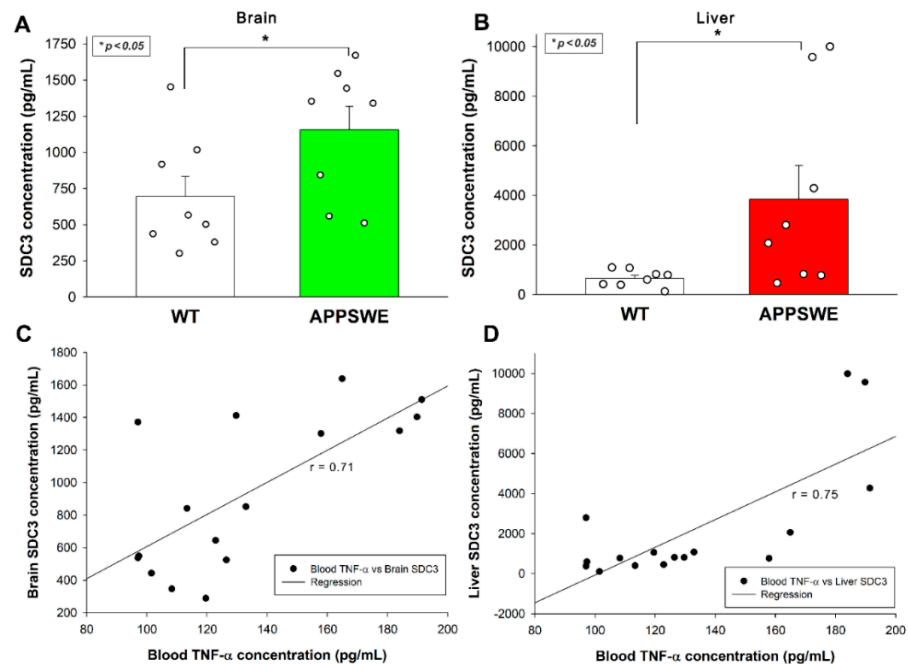 A
Brain
* p < 0.05
*
SDC3 concentration (pg/mL)
1750
1500
1250
1000
750
500
250
0
WT
APPSWE
B
Liver
* p < 0.05
*
SDC3 concentration (pg/mL)
10000
8000
6000
4000
2000
0
WT
APPSWE
C
Brain SDC3 concentration (pg/mL)
1800
1600
1400
1200
1000
800
600
400
200
r = 0.71
Blood TNF-α vs Brain SDC3
Regression
80 100 120 140 160 180 200
Blood TNF-α concentration (pg/mL)
D
Liver SDC3 concentration (pg/mL)
10000
8000
6000
4000
2000
0
-2000
r = 0.75
Blood TNF-α vs Liver SDC3
Regression
80 100 120 140 160 180 200
Blood TNF-α concentration (pg/mL)